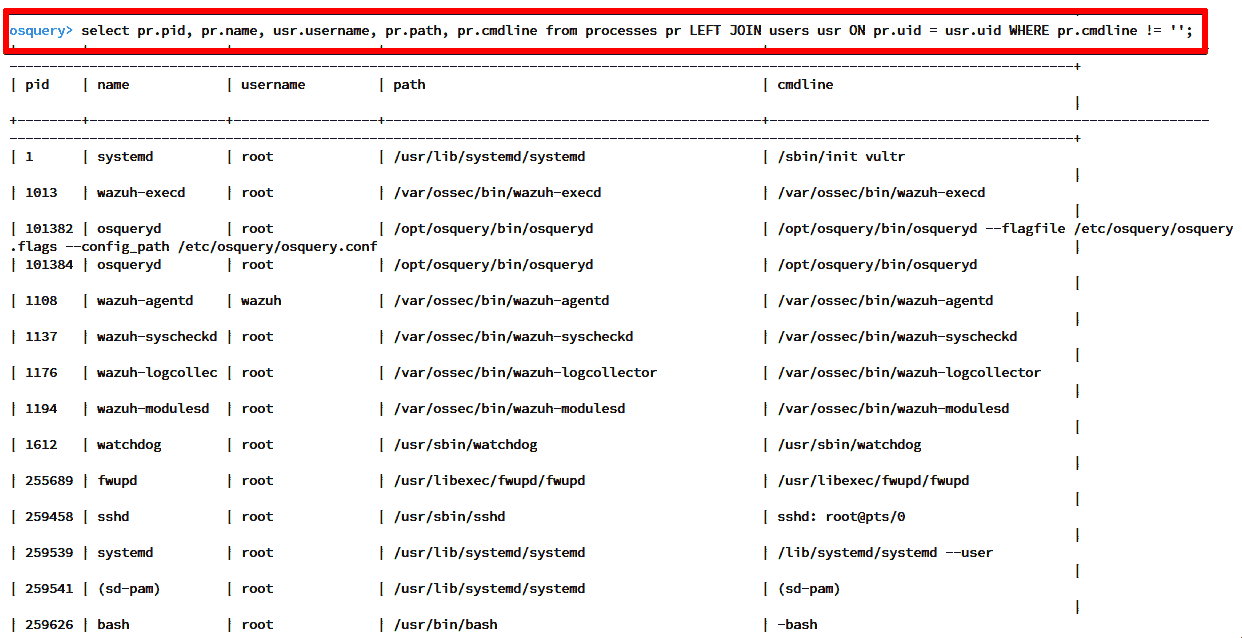 osquery> select pr.pid, pr.name, usr.username, pr.path, pr.cmdline from processes pr LEFT JOIN users usr ON pr.uid = usr.uid WHERE pr.cmdline != '';
| pid | name | username | path | cmdline |
| 1 | systemd | root | /usr/lib/systemd/systemd | /sbin/init vultr |
| 1013 | wazuh-execd | root | /var/ossec/bin/wazuh-execd | /var/ossec/bin/wazuh-execd |
| 101382 | osqueryd | root | /opt/osquery/bin/osqueryd | /opt/osquery/bin/osqueryd --flagfile /etc/osquery/osquery
.flags --config_path /etc/osquery/osquery.conf |
| 101384 | osqueryd | root | /opt/osquery/bin/osqueryd | /opt/osquery/bin/osqueryd |
| 1108 | wazuh-agentd | wazuh | /var/ossec/bin/wazuh-agentd | /var/ossec/bin/wazuh-agentd |
| 1137 | wazuh-syscheckd | root | /var/ossec/bin/wazuh-syscheckd | /var/ossec/bin/wazuh-syscheckd |
| 1176 | wazuh-logcollec | root | /var/ossec/bin/wazuh-logcollector | /var/ossec/bin/wazuh-logcollector |
| 1194 | wazuh-modulesd | root | /var/ossec/bin/wazuh-modulesd | /var/ossec/bin/wazuh-modulesd |
| 1612 | watchdog | root | /usr/sbin/watchdog | /usr/sbin/watchdog |
| 255689 | fwupd | root | /usr/libexec/fwupd/fwupd | /usr/libexec/fwupd/fwupd |
| 259458 | sshd | root | /usr/sbin/sshd | sshd: root@pts/0 |
| 259539 | systemd | root | /usr/lib/systemd/systemd | /lib/systemd/systemd --user |
| 259541 | (sd-pam) | root | /usr/lib/systemd/systemd | (sd-pam) |
| 259626 | bash | root | /usr/bin/bash | -bash